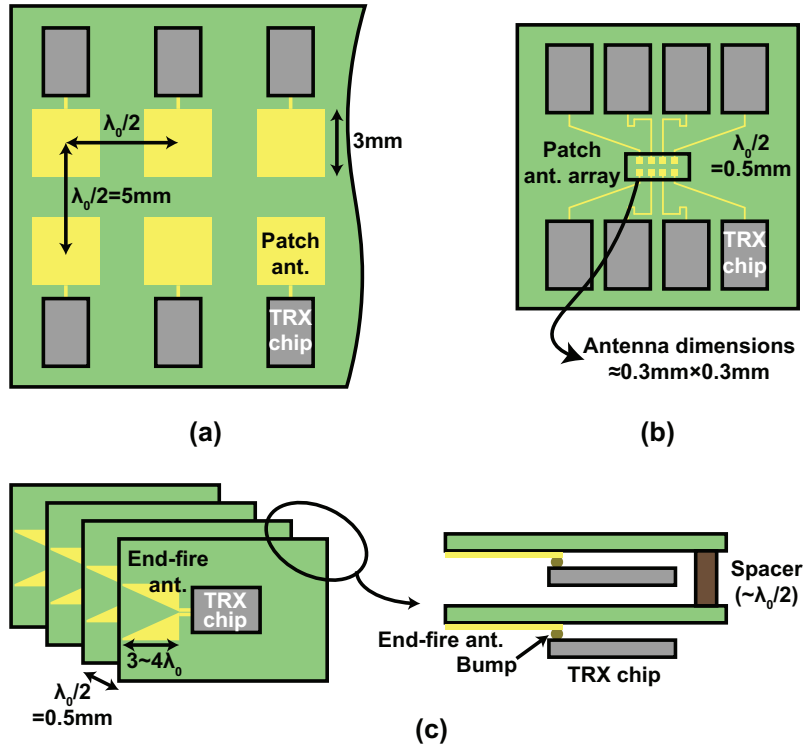 λ₀/2
3mm
λ₀/2=5mm
Patch
ant.
TRX
chip
(a)
Patch
ant. array
λ₀/2
=0.5mm
TRX
chip
Antenna dimensions
≈0.3mm×0.3mm
(b)
End-fire
ant.
TRX
chip
3~4λ₀
λ₀/2
=0.5mm
Spacer
(~λ₀/2)
End-fire ant.
Bump
TRX chip
(c)